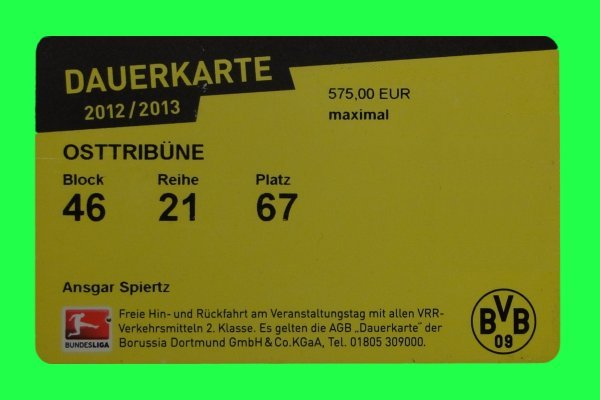 DAUERKARTE
2012/2013
575,00 EUR
maximal
OSTTRIBÜNE
Block Reihe Platz
46 21 67
Ansgar Spiertz
Freie Hin- und Rückfahrt am Veranstaltungstag mit allen VRR-
Verkehrsmitteln 2. Klasse. Es gelten die AGB „Dauerkarte" der
Borussia Dortmund GmbH & Co.KGaA, Tel. 01805 309000.
BUNDESLIGA
BVB
09